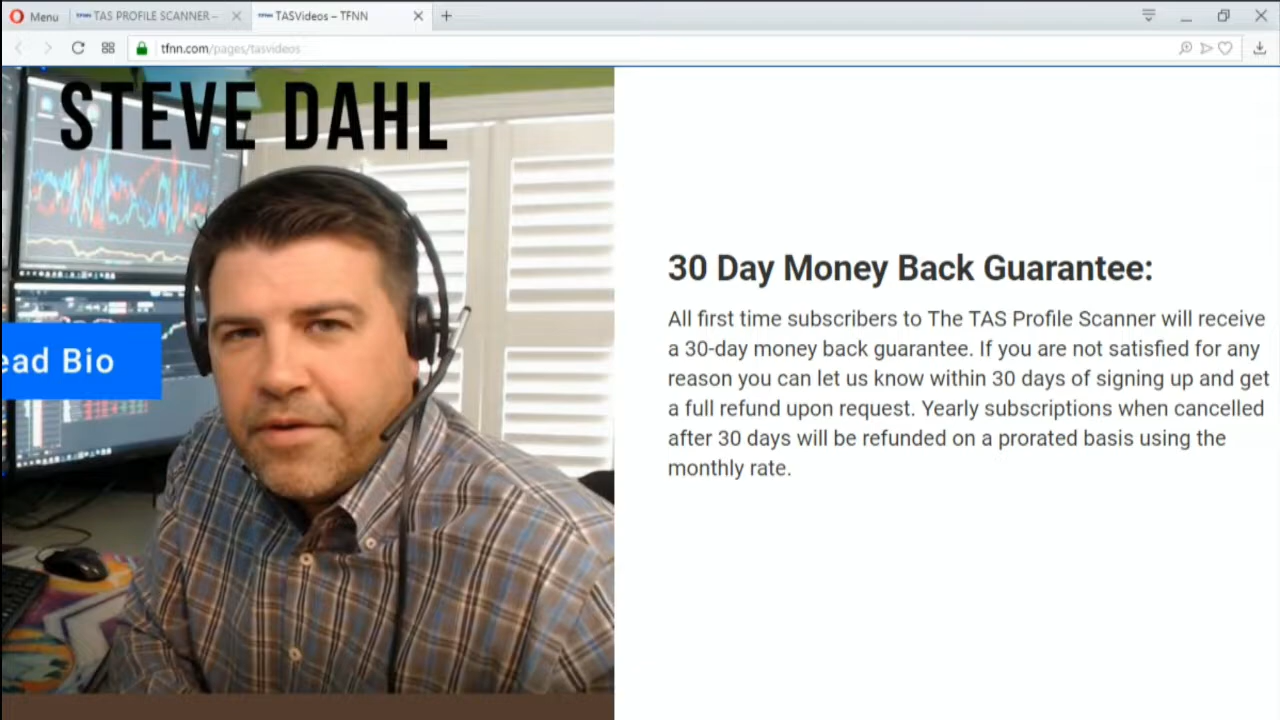 Menu
TAS PROFILE SCANNER –
TASVideos – TFNN
tfnn.com/pages/tasvideos
STEVE DAHL
ead Bio
30 Day Money Back Guarantee:
All first time subscribers to The TAS Profile Scanner will receive
a 30-day money back guarantee. If you are not satisfied for any
reason you can let us know within 30 days of signing up and get
a full refund upon request. Yearly subscriptions when cancelled
after 30 days will be refunded on a prorated basis using the
monthly rate.